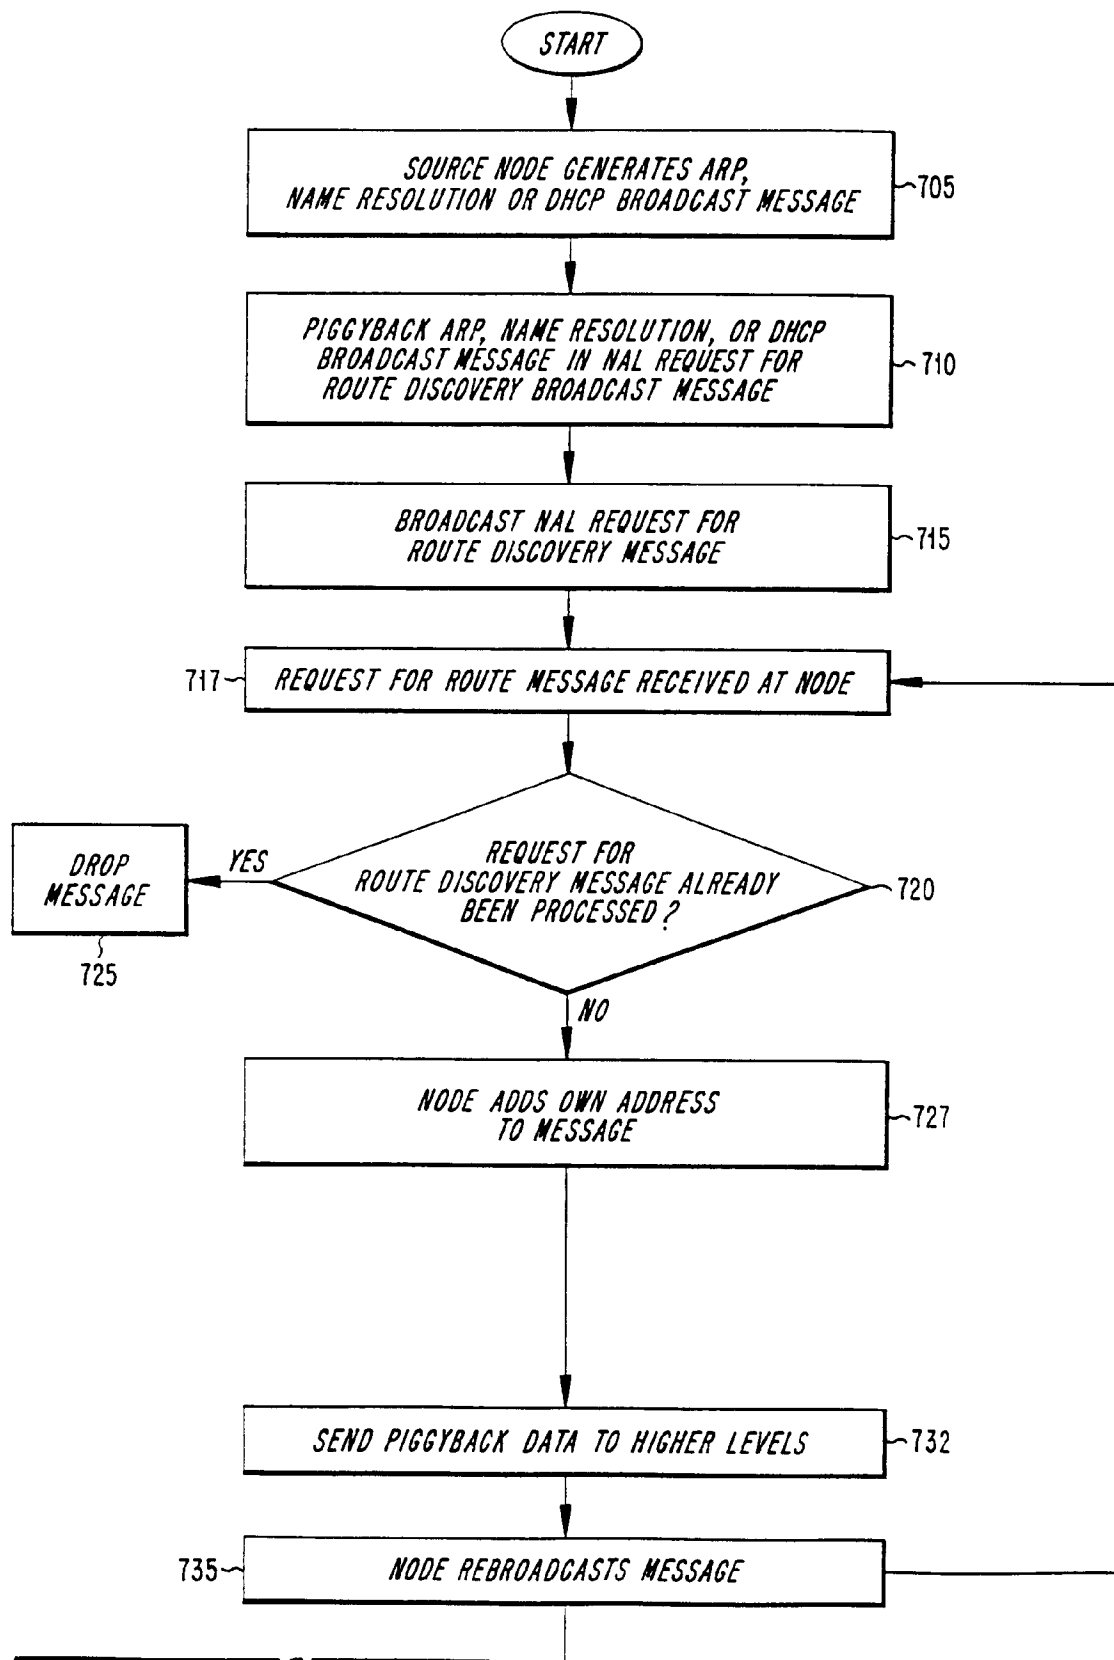 START
SOURCE NODE GENERATES ARP,
NAME RESOLUTION OR DHCP BROADCAST MESSAGE
705
PIGGYBACK ARP, NAME RESOLUTION, OR DHCP
BROADCAST MESSAGE IN NAL REQUEST FOR
ROUTE DISCOVERY BROADCAST MESSAGE
710
BROADCAST NAL REQUEST FOR
ROUTE DISCOVERY MESSAGE
715
717
REQUEST FOR ROUTE MESSAGE RECEIVED AT NODE
REQUEST FOR
ROUTE DISCOVERY MESSAGE ALREADY
BEEN PROCESSED?
720
YES
DROP
MESSAGE
725
NO
NODE ADDS OWN ADDRESS
TO MESSAGE
727
SEND PIGGYBACK DATA TO HIGHER LEVELS
732
735
NODE REBROADCASTS MESSAGE